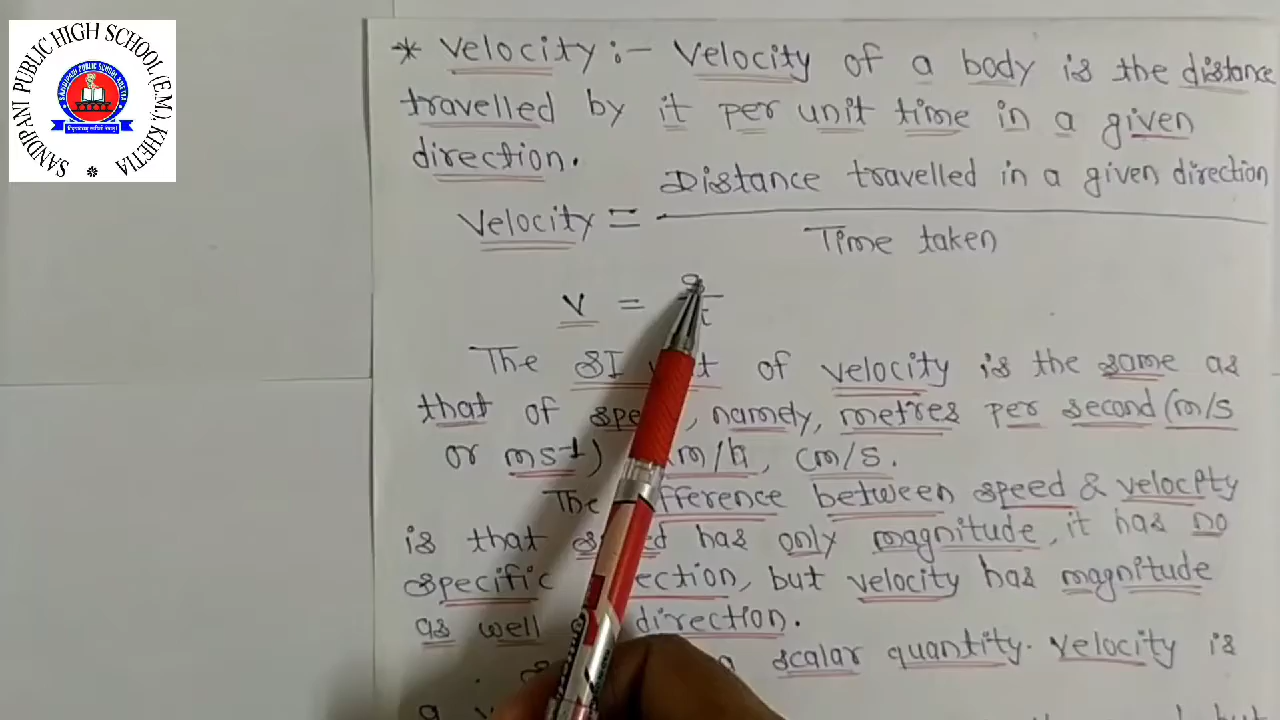 SANDIPANI PUBLIC HIGH SCHOOL (E.M.) KHETIA
* Velocity :- Velocity of a body is the distance
travelled by it per unit time in a given
direction.
Distance travelled in a given direction
Velocity =
Time taken
V = s
t
The SI of velocity is the same as
that of namely, metres per second (m/s
or ms-1) m/h, cm/s.
The between speed & velocity
is that has only magnitude, it has no
specific but velocity has magnitude
as well direction.
a scalar quantity. Velocity is